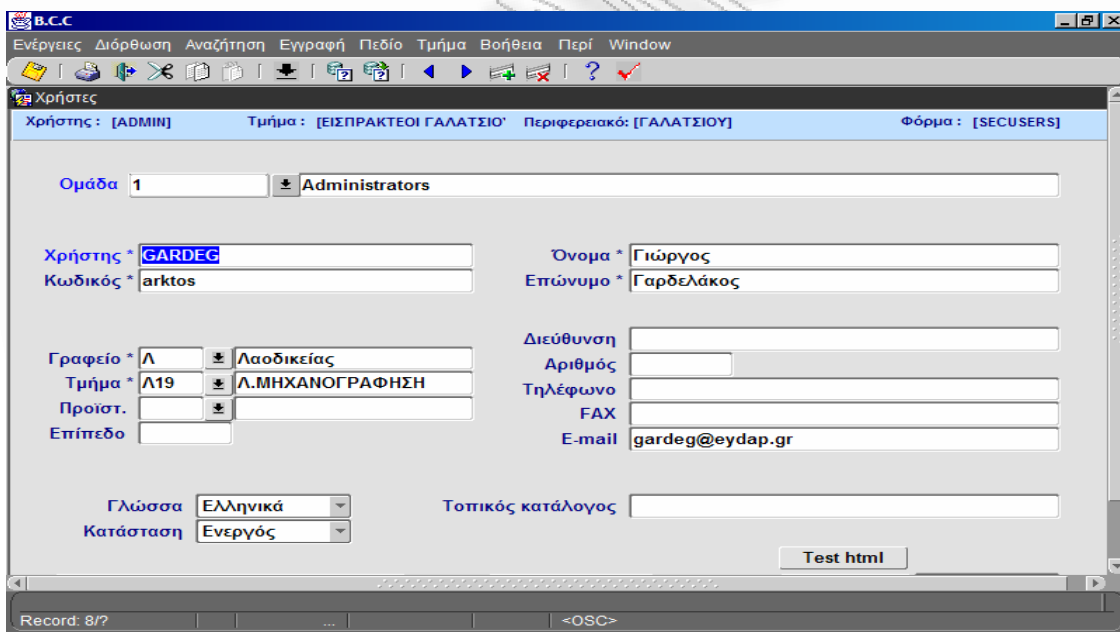 B.C.C
Ενέργειες Διόρθωση Αναζήτηση Εγγραφή Πεδίο Τμήμα Βοήθεια Περί Window
Χρήστες
Χρήστης : [ADMIN] Τμήμα : [ΕΙΣΠΡΑΚΤΕΟΙ ΓΑΛΑΤΣΙΟ' Περιφερειακό: [ΓΑΛΑΤΣΙΟΥ] Φόρμα : [SECUSERS]
Ομάδα 1 Administrators
Χρήστης * GARDEG Όνομα * Γιώργος
Κωδικός * arktos Επώνυμο * Γαρδελάκος
Διεύθυνση
Γραφείο * Λ Λαοδικείας Αριθμός
Τμήμα * Λ19 Λ.ΜΗΧΑΝΟΓΡΑΦΗΣΗ Τηλέφωνο
Προϊστ. FAX
Επίπεδο E-mail gardeg@eydap.gr
Γλώσσα Ελληνικά Τοπικός κατάλογος
Κατάσταση Ενεργός
Test html
Record: 8/? ... <OSC>